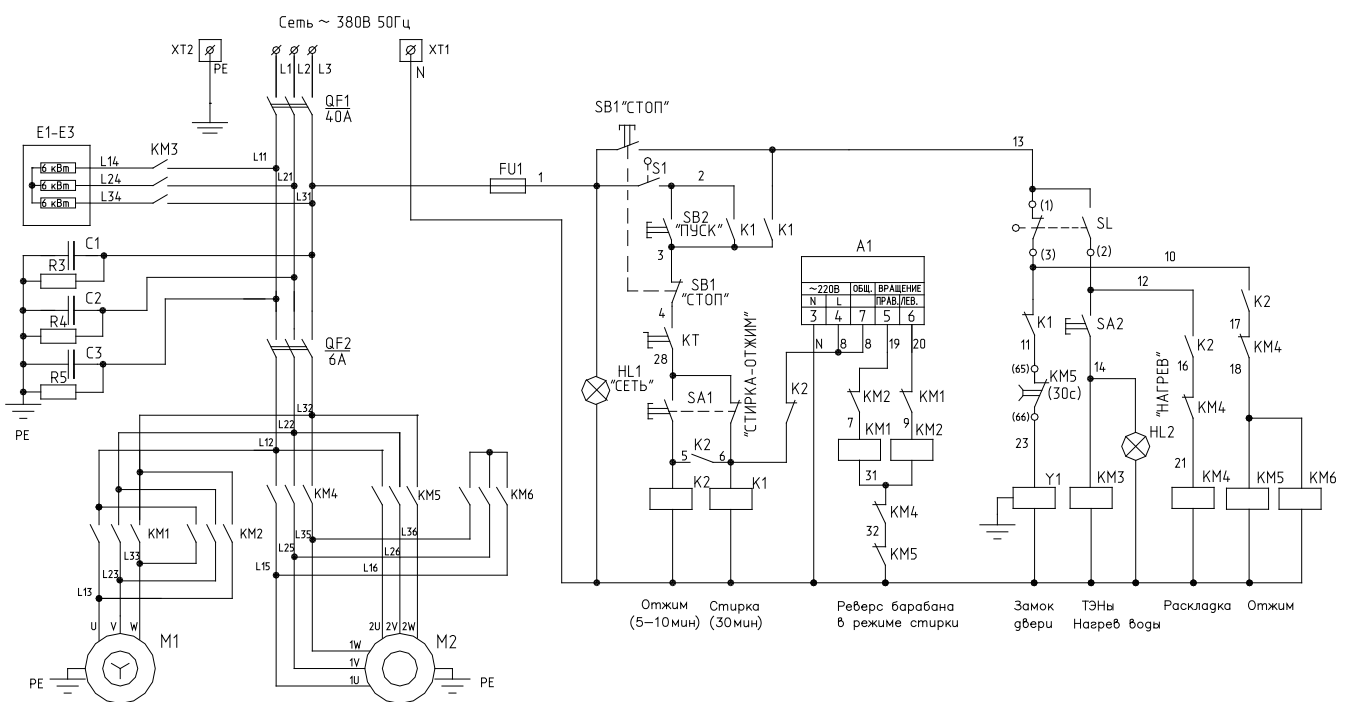 Сеть ~ 380В 50Гц
XT2
PE
L1
L2
L3
XT1
N
QF1
40А
E1-E3
6 кВт
6 кВт
6 кВт
L14
L24
L34
KM3
L11
L21
L31
FU1
1
SB1"СТОП"
S1
2
SB2
"ПУСК"
K1
K1
3
13
SB1
"СТОП"
4
KT
28
A1
~220В
ОБЩ.
ВРАЩЕНИЕ
N
L
ПРАВ.
ЛЕВ.
3
4
7
5
6
N
8
8
19
20
(1)
SL
(3)
(2)
10
12
C1
R3
C2
R4
C3
R5
PE
QF2
6А
HL1
"СЕТЬ"
SA1
"СТИРКА-ОТЖИМ"
K2
KM2
KM1
7
9
KM1
KM2
31
KM4
32
KM5
K1
11
(65)
KM5
(30с)
(66)
23
Y1
SA2
14
HL2
KM3
"НАГРЕВ"
K2
16
KM4
21
KM4
K2
17
KM4
18
KM5
KM6
K2
5
6
K2
K1
L32
L22
L12
KM4
KM5
KM6
KM1
KM2
L33
L23
L13
L35
L25
L15
L36
L26
L16
U
V
W
M1
PE
2U
2V
2W
1W
1V
1U
M2
PE
Отжим
(5-10мин)
Стирка
(30мин)
Реверс барабана
в режиме стирки
Замок
двери
ТЭНы
Нагрев воды
Раскладка
Отжим